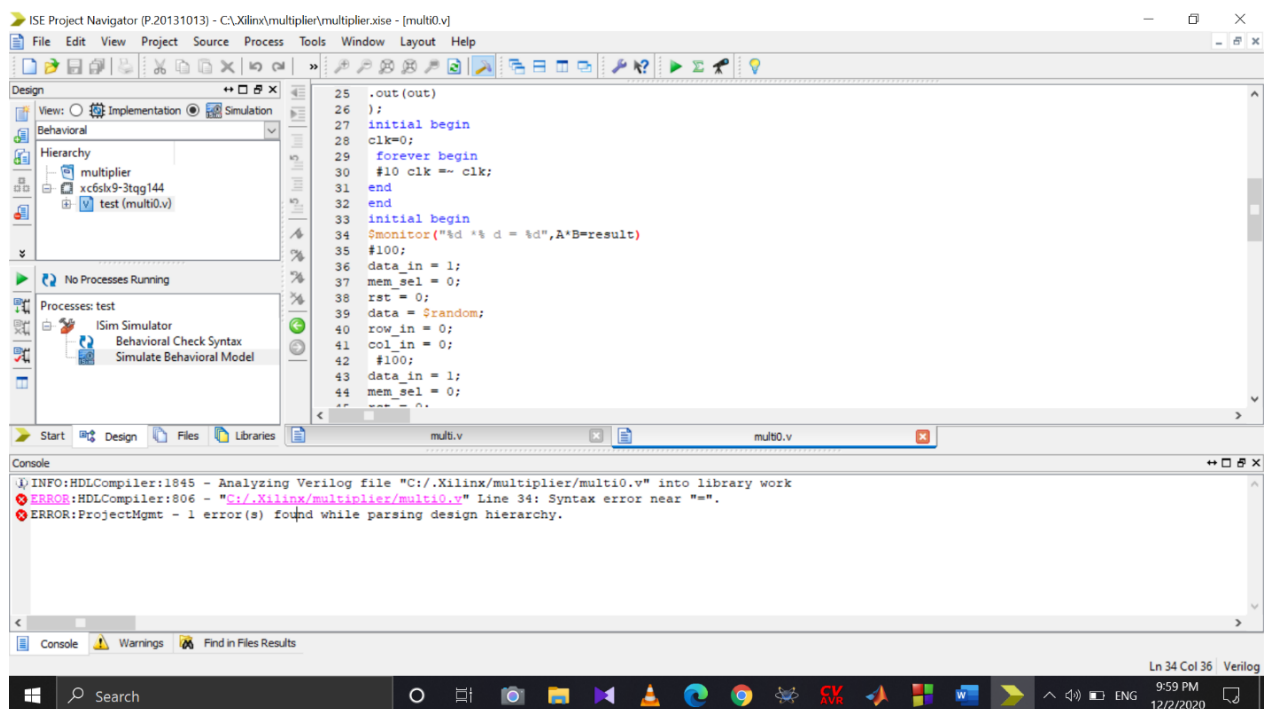 ISE Project Navigator (P.20131013) - C:\.Xilinx\multiplier\multiplier.xise - [multi0.v]
File Edit View Project Source Process Tools Window Layout Help
Design
View: Implementation Simulation
Behavioral
Hierarchy
multiplier
xc6slx9-3tqg144
test (multi0.v)
No Processes Running
Processes: test
ISim Simulator
Behavioral Check Syntax
Simulate Behavioral Model
25 .out(out)
26 );
27 initial begin
28 clk=0;
29 forever begin
30 #10 clk =~ clk;
31 end
32 end
33 initial begin
34 $monitor("%d *% d = %d",A*B=result)
35 #100;
36 data_in = 1;
37 mem_sel = 0;
38 rst = 0;
39 data = $random;
40 row_in = 0;
41 col_in = 0;
42 #100;
43 data_in = 1;
44 mem_sel = 0;
Start Design Files Libraries multi.v multi0.v
Console
INFO:HDLCompiler:1845 - Analyzing Verilog file "C:/.Xilinx/multiplier/multi0.v" into library work
ERROR:HDLCompiler:806 - "C:/.Xilinx/multiplier/multi0.v" Line 34: Syntax error near "=".
ERROR:ProjectMgmt - 1 error(s) found while parsing design hierarchy.
Console Warnings Find in Files Results
Ln 34 Col 36 Verilog
Search CV AVR W ENG 9:59 PM
12/2/2020